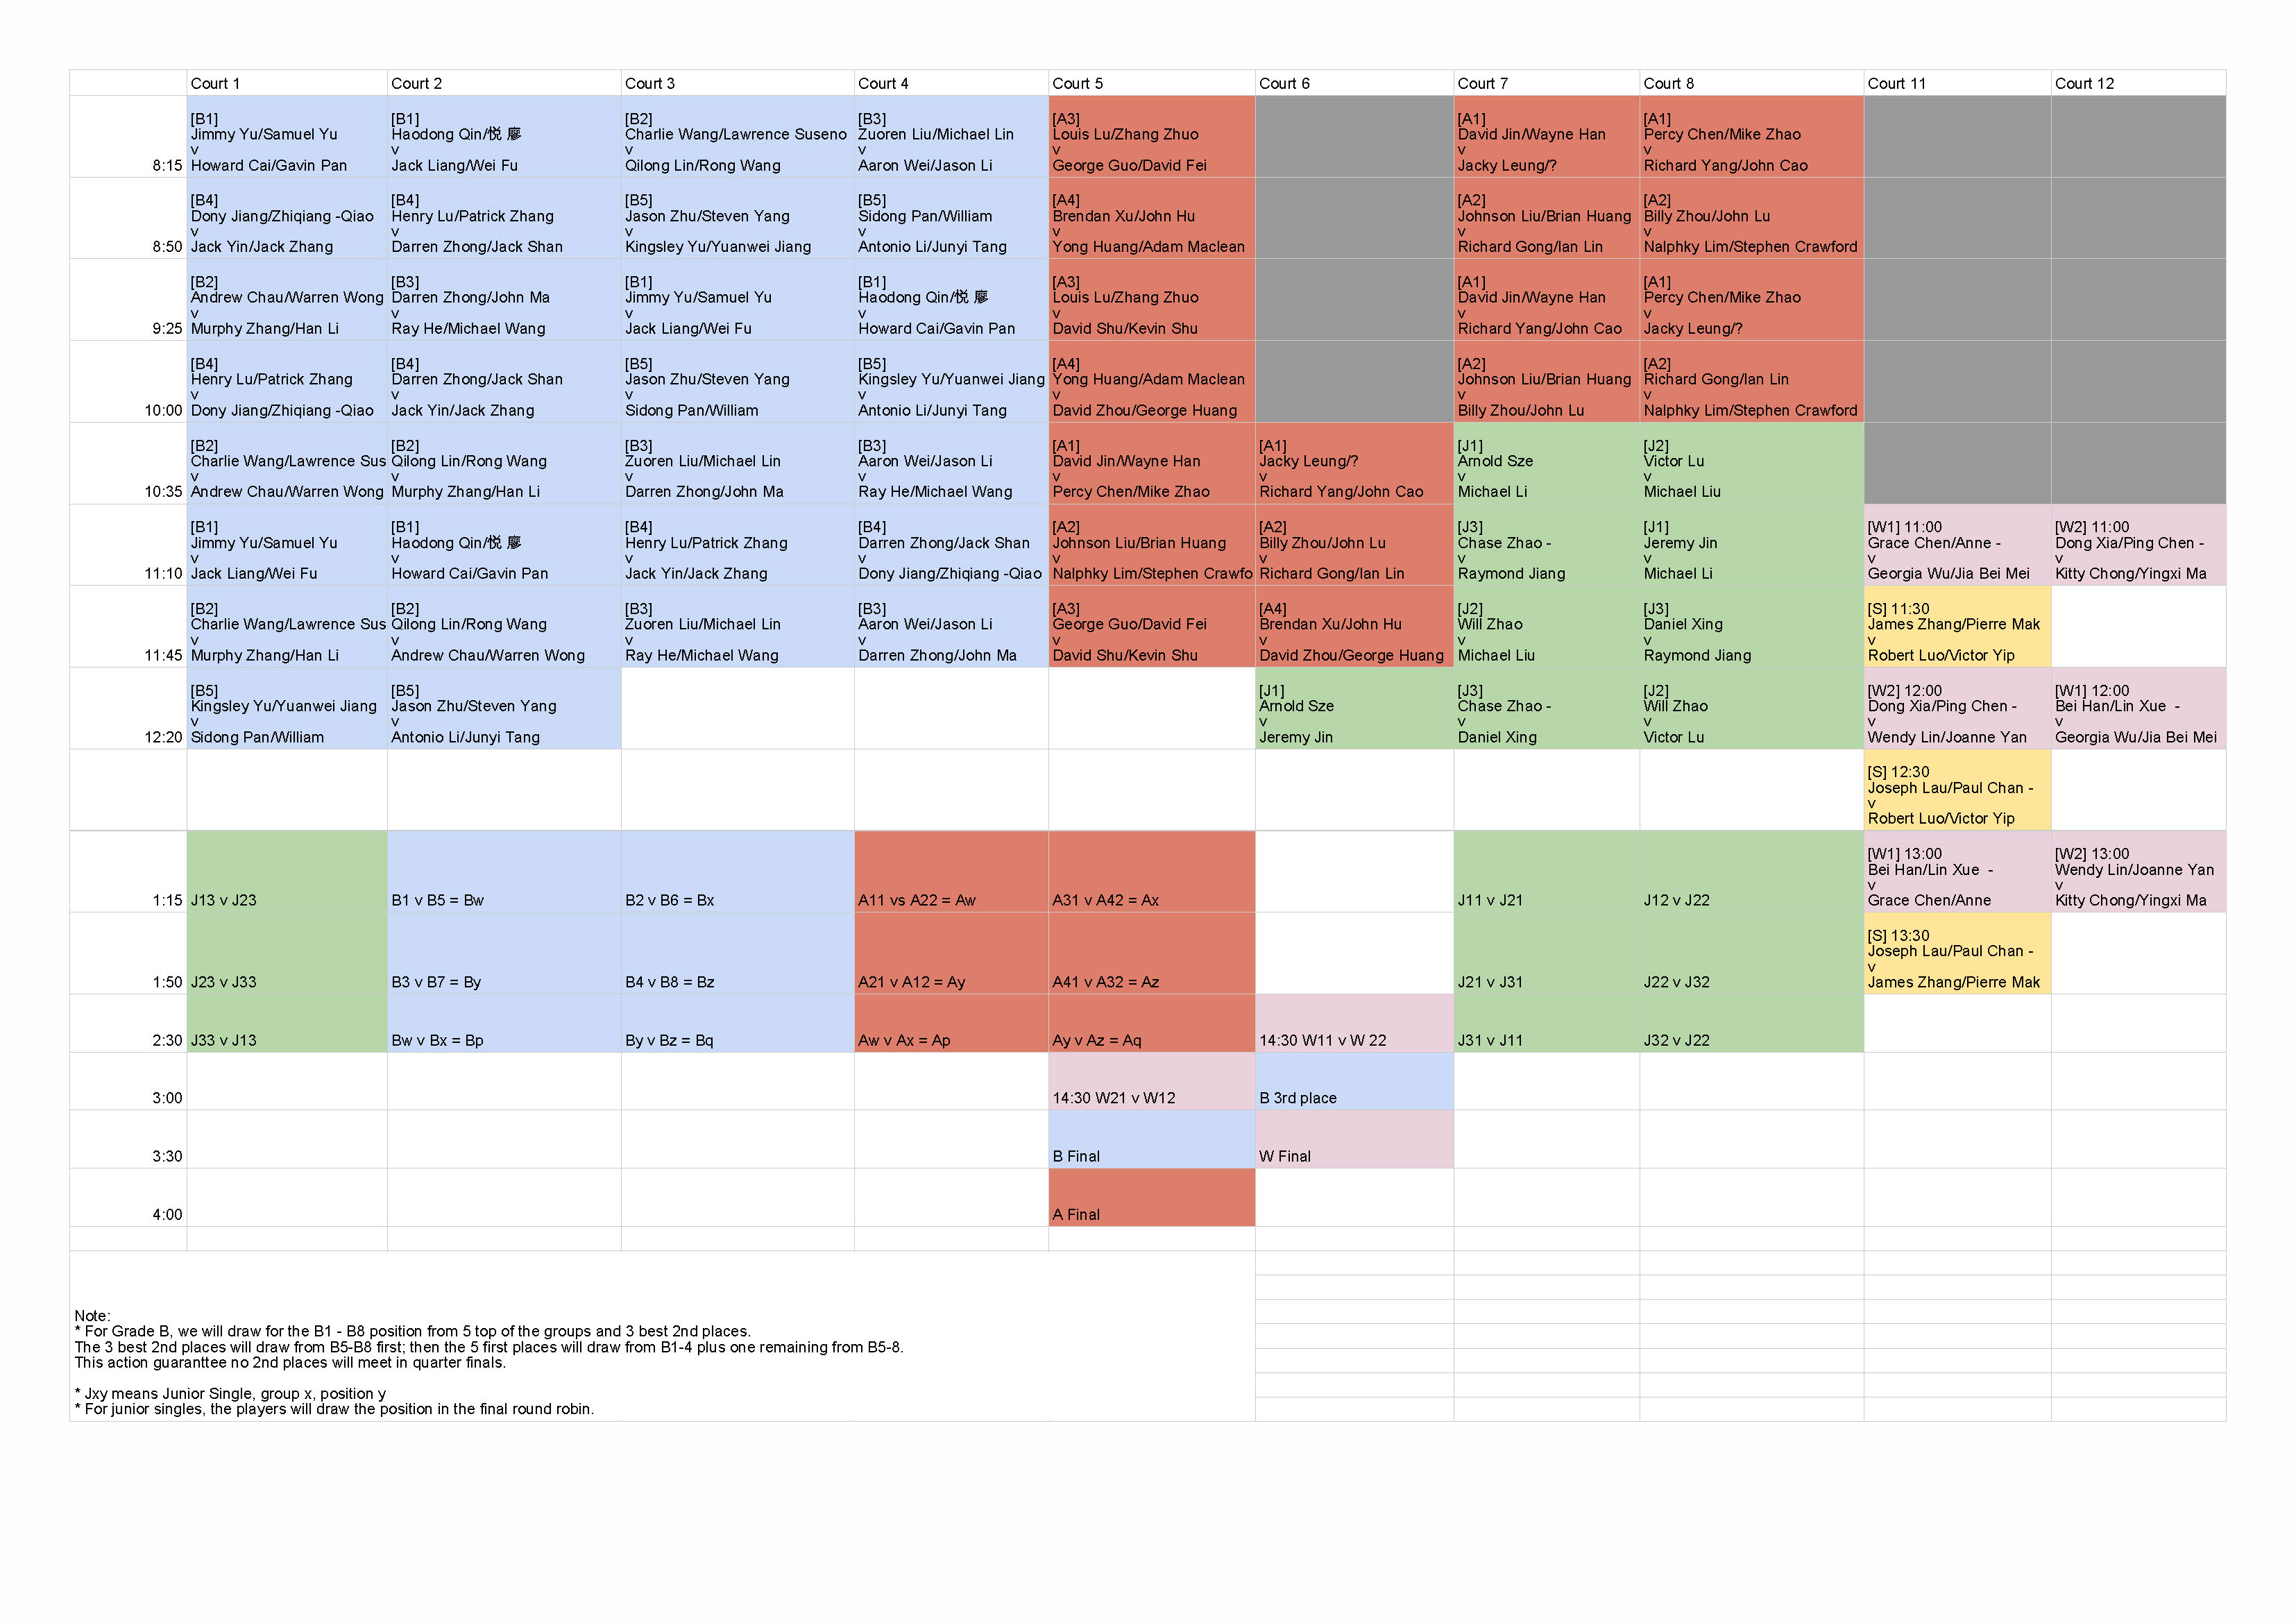 Court 1 Court 2 Court 3 Court 4 Court 5 Court 6 Court 7 Court 8 Court 11 Court 12
[B1] [B1] [B2] [B3] [A3] [A1] [A1]
Jimmy Yu/Samuel Yu Haodong Qin/悦 廖 Charlie Wang/Lawrence Suseno Zuoren Liu/Michael Lin Louis Lu/Zhang Zhuo David Jin/Wayne Han Percy Chen/Mike Zhao
v v v v v v v
8:15 Howard Cai/Gavin Pan Jack Liang/Wei Fu Qilong Lin/Rong Wang Aaron Wei/Jason Li George Guo/David Fei Jacky Leung/? Richard Yang/John Cao
[B4] [B4] [B5] [B5] [A4] [A2] [A2]
Dony Jiang/Zhiqiang -Qiao Henry Lu/Patrick Zhang Jason Zhu/Steven Yang Sidong Pan/William Brendan Xu/John Hu Johnson Liu/Brian Huang Billy Zhou/John Lu
v v v v v v v
8:50 Jack Yin/Jack Zhang Darren Zhong/Jack Shan Kingsley Yu/Yuanwei Jiang Antonio Li/Junyi Tang Yong Huang/Adam Maclean Richard Gong/Ian Lin Nalphky Lim/Stephen Crawford
[B2] [B3] [B1] [B1] [A3] [A1] [A1]
Andrew Chau/Warren Wong Darren Zhong/John Ma Jimmy Yu/Samuel Yu Haodong Qin/悦 廖 Louis Lu/Zhang Zhuo David Jin/Wayne Han Percy Chen/Mike Zhao
v v v v v v v
9:25 Murphy Zhang/Han Li Ray He/Michael Wang Jack Liang/Wei Fu Howard Cai/Gavin Pan David Shu/Kevin Shu Richard Yang/John Cao Jacky Leung/?
[B4] [B4] [B5] [B5] [A4] [A2] [A2]
Henry Lu/Patrick Zhang Darren Zhong/Jack Shan Jason Zhu/Steven Yang Kingsley Yu/Yuanwei Jiang Yong Huang/Adam Maclean Johnson Liu/Brian Huang Richard Gong/Ian Lin
v v v v v v v
10:00 Dony Jiang/Zhiqiang -Qiao Jack Yin/Jack Zhang Sidong Pan/William Antonio Li/Junyi Tang David Zhou/George Huang Billy Zhou/John Lu Nalphky Lim/Stephen Crawford
[B2] [B2] [B3] [B3] [A1] [A1] [J1] [J2]
Charlie Wang/Lawrence Sus Qilong Lin/Rong Wang Zuoren Liu/Michael Lin Aaron Wei/Jason Li David Jin/Wayne Han Jacky Leung/? Arnold Sze Victor Lu
v v v v v v v v
10:35 Andrew Chau/Warren Wong Murphy Zhang/Han Li Darren Zhong/John Ma Ray He/Michael Wang Percy Chen/Mike Zhao Richard Yang/John Cao Michael Li Michael Liu
[B1] [B1] [B4] [B4] [A2] [A2] [J3] [J1] [W1] 11:00 [W2] 11:00
Jimmy Yu/Samuel Yu Haodong Qin/悦 廖 Henry Lu/Patrick Zhang Darren Zhong/Jack Shan Johnson Liu/Brian Huang Billy Zhou/John Lu Chase Zhao - Jeremy Jin Grace Chen/Anne - Dong Xia/Ping Chen -
v v v v v v v v v v
11:10 Jack Liang/Wei Fu Howard Cai/Gavin Pan Jack Yin/Jack Zhang Dony Jiang/Zhiqiang -Qiao Nalphky Lim/Stephen Crawfo Richard Gong/Ian Lin Raymond Jiang Michael Li Georgia Wu/Jia Bei Mei Kitty Chong/Yingxi Ma
[B2] [B2] [B3] [B3] [A3] [A4] [J2] [J3] [S] 11:30
Charlie Wang/Lawrence Sus Qilong Lin/Rong Wang Zuoren Liu/Michael Lin Aaron Wei/Jason Li George Guo/David Fei Brendan Xu/John Hu Will Zhao Daniel Xing James Zhang/Pierre Mak
v v v v v v v v v
11:45 Murphy Zhang/Han Li Andrew Chau/Warren Wong Ray He/Michael Wang Darren Zhong/John Ma David Shu/Kevin Shu David Zhou/George Huang Michael Liu Raymond Jiang Robert Luo/Victor Yip
[B5] [B5] [J1] [J3] [J2] [W2] 12:00 [W1] 12:00
Kingsley Yu/Yuanwei Jiang Jason Zhu/Steven Yang Arnold Sze Chase Zhao - Will Zhao Dong Xia/Ping Chen - Bei Han/Lin Xue -
v v v v v v v
12:20 Sidong Pan/William Antonio Li/Junyi Tang Jeremy Jin Daniel Xing Victor Lu Wendy Lin/Joanne Yan Georgia Wu/Jia Bei Mei
[S] 12:30
Joseph Lau/Paul Chan -
v
Robert Luo/Victor Yip
[W1] 13:00 [W2] 13:00
Bei Han/Lin Xue - Wendy Lin/Joanne Yan
v v
1:15 J13 v J23 B1 v B5 = Bw B2 v B6 = Bx A11 vs A22 = Aw A31 v A42 = Ax J11 v J21 J12 v J22 Grace Chen/Anne Kitty Chong/Yingxi Ma
[S] 13:30
Joseph Lau/Paul Chan -
v
1:50 J23 v J33 B3 v B7 = By B4 v B8 = Bz A21 v A12 = Ay A41 v A32 = Az J21 v J31 J22 v J32 James Zhang/Pierre Mak
2:30 J33 v J13 Bw v Bx = Bp By v Bz = Bq Aw v Ax = Ap Ay v Az = Aq 14:30 W11 v W 22 J31 v J11 J32 v J22
3:00 14:30 W21 v W12 B 3rd place
3:30 B Final W Final
4:00 A Final
Note:
* For Grade B, we will draw for the B1 - B8 position from 5 top of the groups and 3 best 2nd places.
The 3 best 2nd places will draw from B5-B8 first; then the 5 first places will draw from B1-4 plus one remaining from B5-8.
This action guranttee no 2nd places will meet in quarter finals.
* Jxy means Junior Single, group x, position y
* For junior singles, the players will draw the position in the final round robin.